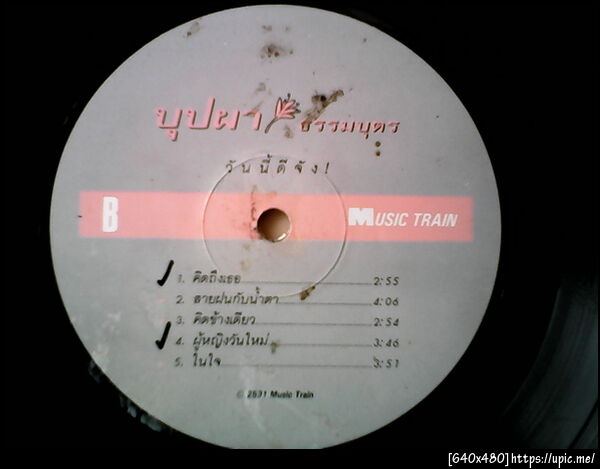 บุปผา ธรรมบุตร
วันนี้ดีจัง!
B MUSIC TRAIN
1. คิดถึงเธอ 2:55
2. สายฝนกับน้ำตา 4:06
3. คิดข้างเดียว 2:54
4. ผู้หญิงวันใหม่ 3:46
5. ในใจ 3:51
© 2531 Music Train
[640x480]https://upic.me/